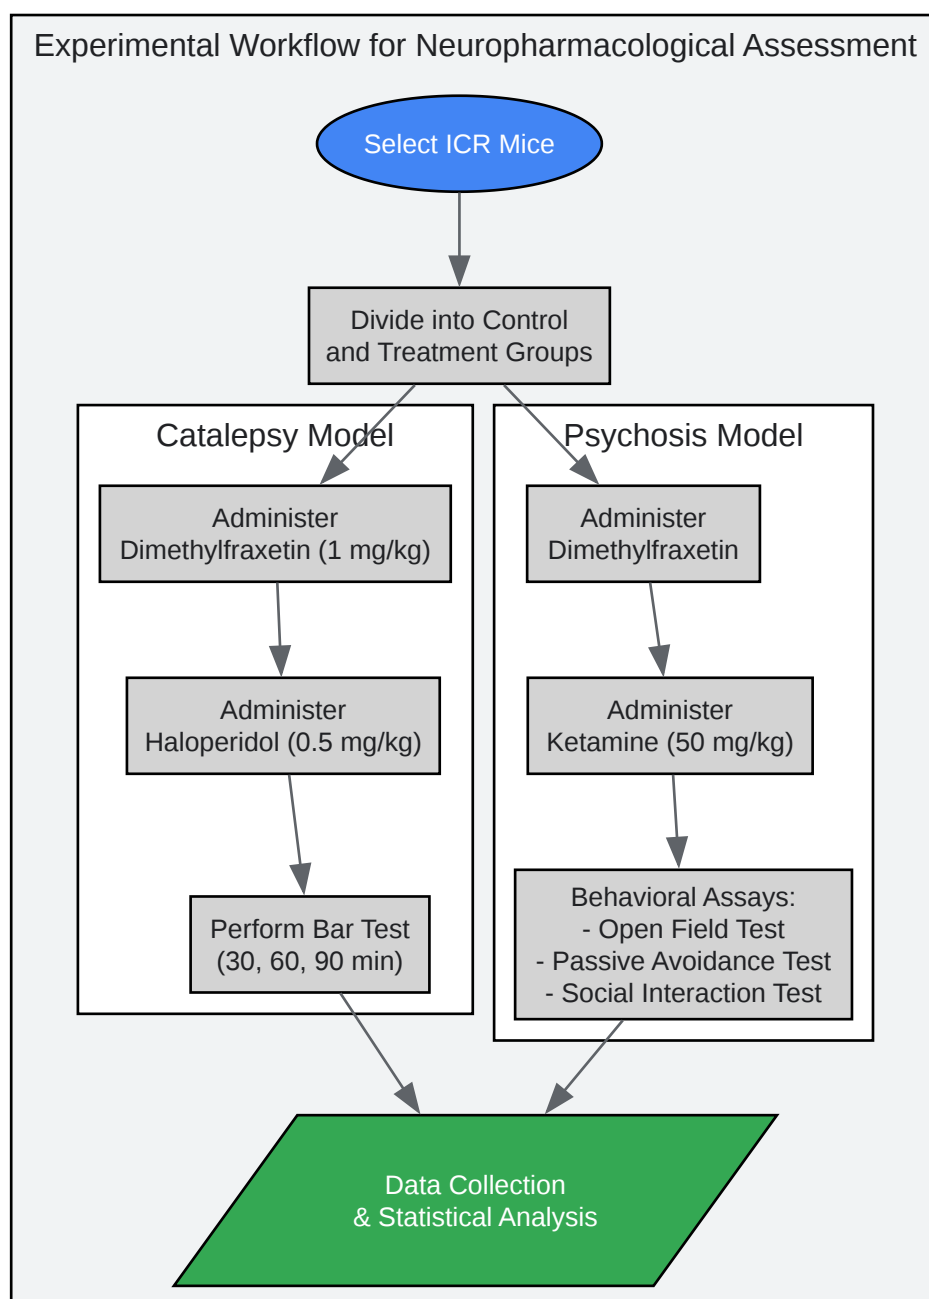 Experimental Workflow for Neuropharmacological Assessment
Select ICR Mice
Divide into Control
and Treatment Groups
Catalepsy Model
Administer
Dimethylfraxetin (1 mg/kg)
Administer
Haloperidol (0.5 mg/kg)
Perform Bar Test
(30, 60, 90 min)
Psychosis Model
Administer
Dimethylfraxetin
Administer
Ketamine (50 mg/kg)
Behavioral Assays:
- Open Field Test
- Passive Avoidance Test
- Social Interaction Test
Data Collection
& Statistical Analysis